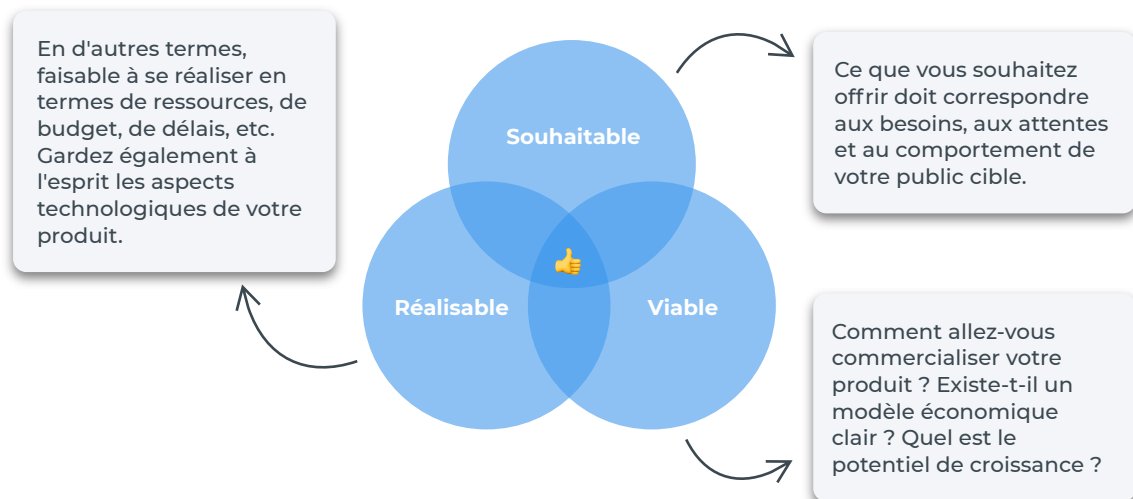 En d'autres termes,
faisable à se réaliser en
termes de ressources, de
budget, de délais, etc.
Gardez également à
l'esprit les aspects
technologiques de votre
produit.
Souhaitable
Ce que vous souhaitez
offrir doit correspondre
aux besoins, aux attentes
et au comportement de
votre public cible.
Réalisable
Viable
Comment allez-vous
commercialiser votre
produit ? Existe-t-il un
modèle économique
clair ? Quel est le
potentiel de croissance ?